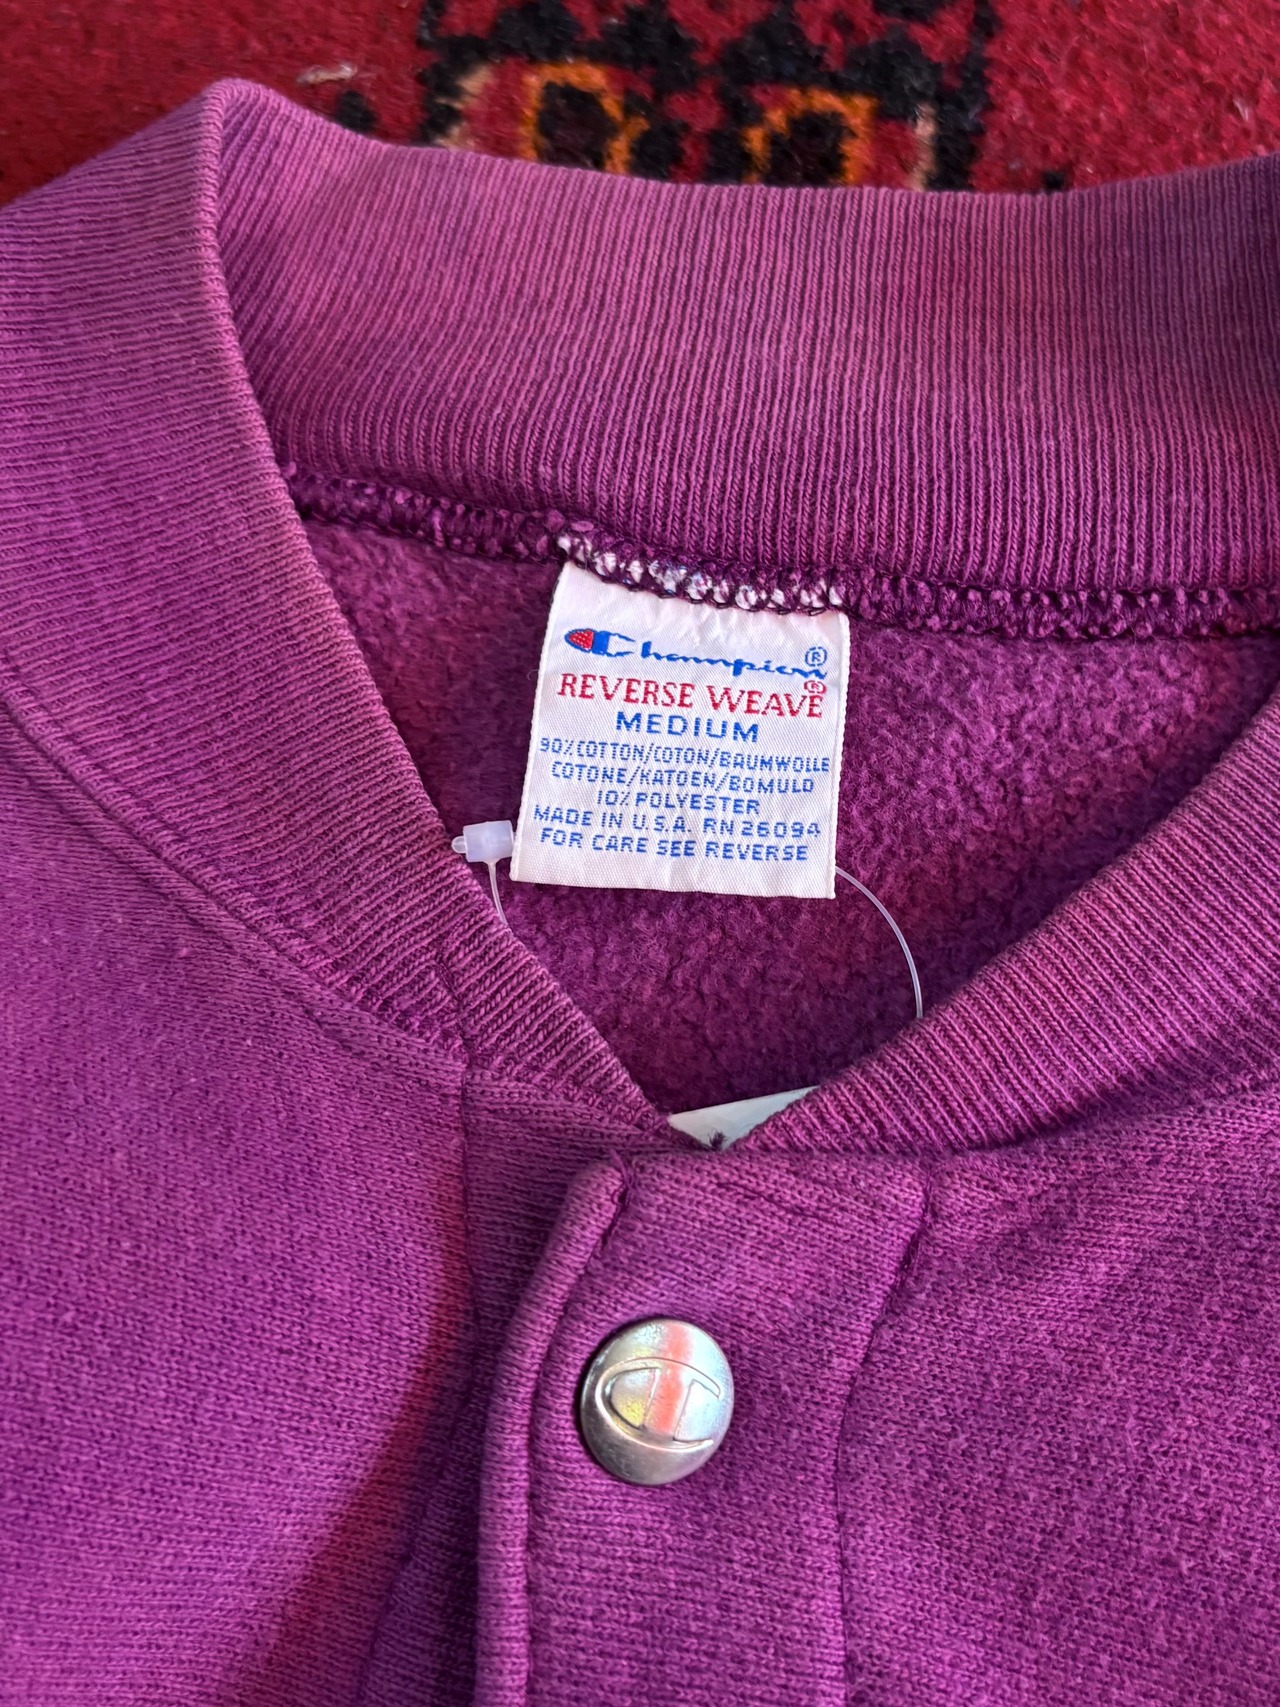 Champion®
REVERSE WEAVE®
MEDIUM
90% COTTON/COTON/BAUMWOLLE
COTONE/KATOEN/BOMULD
10% POLYESTER
MADE IN U.S.A. RN 26094
FOR CARE SEE REVERSE